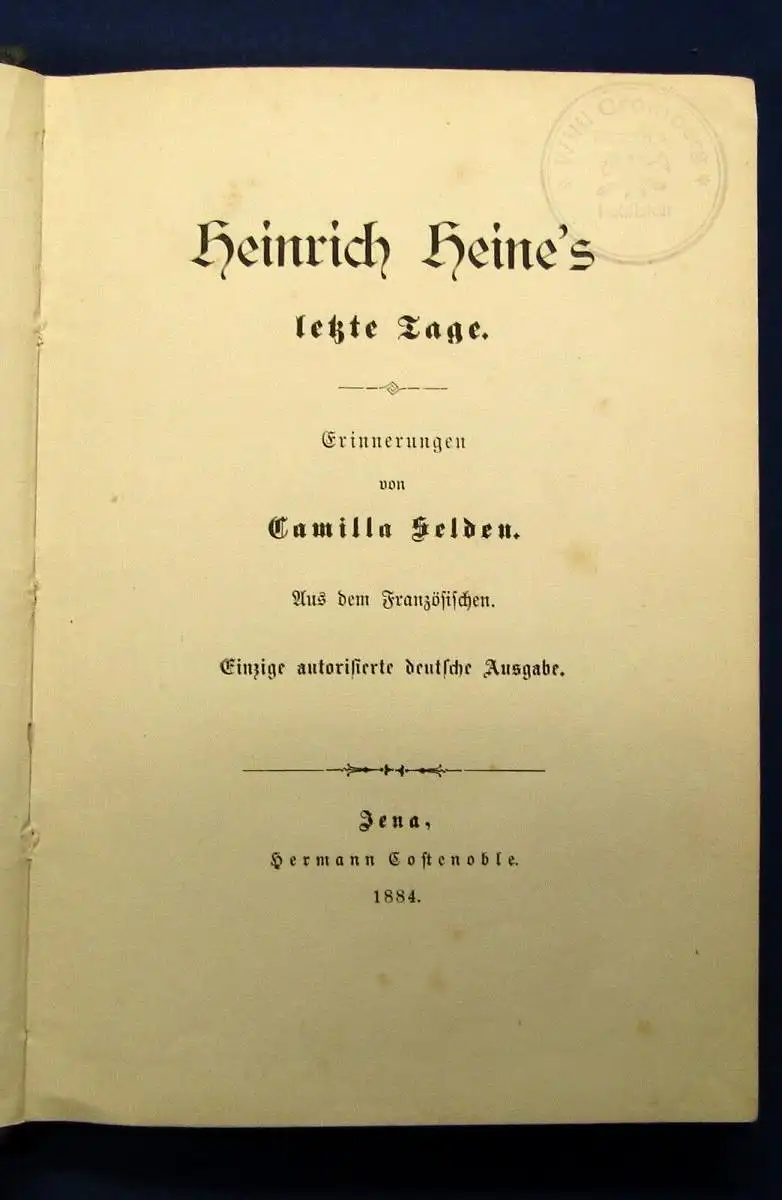 Heinrich Heine's
letzte Tage.
Erinnerungen
von
Camilla Selden.
Aus dem Französischen.
Einzige autorisierte deutsche Ausgabe.
Jena,
Hermann Costenoble.
1884.